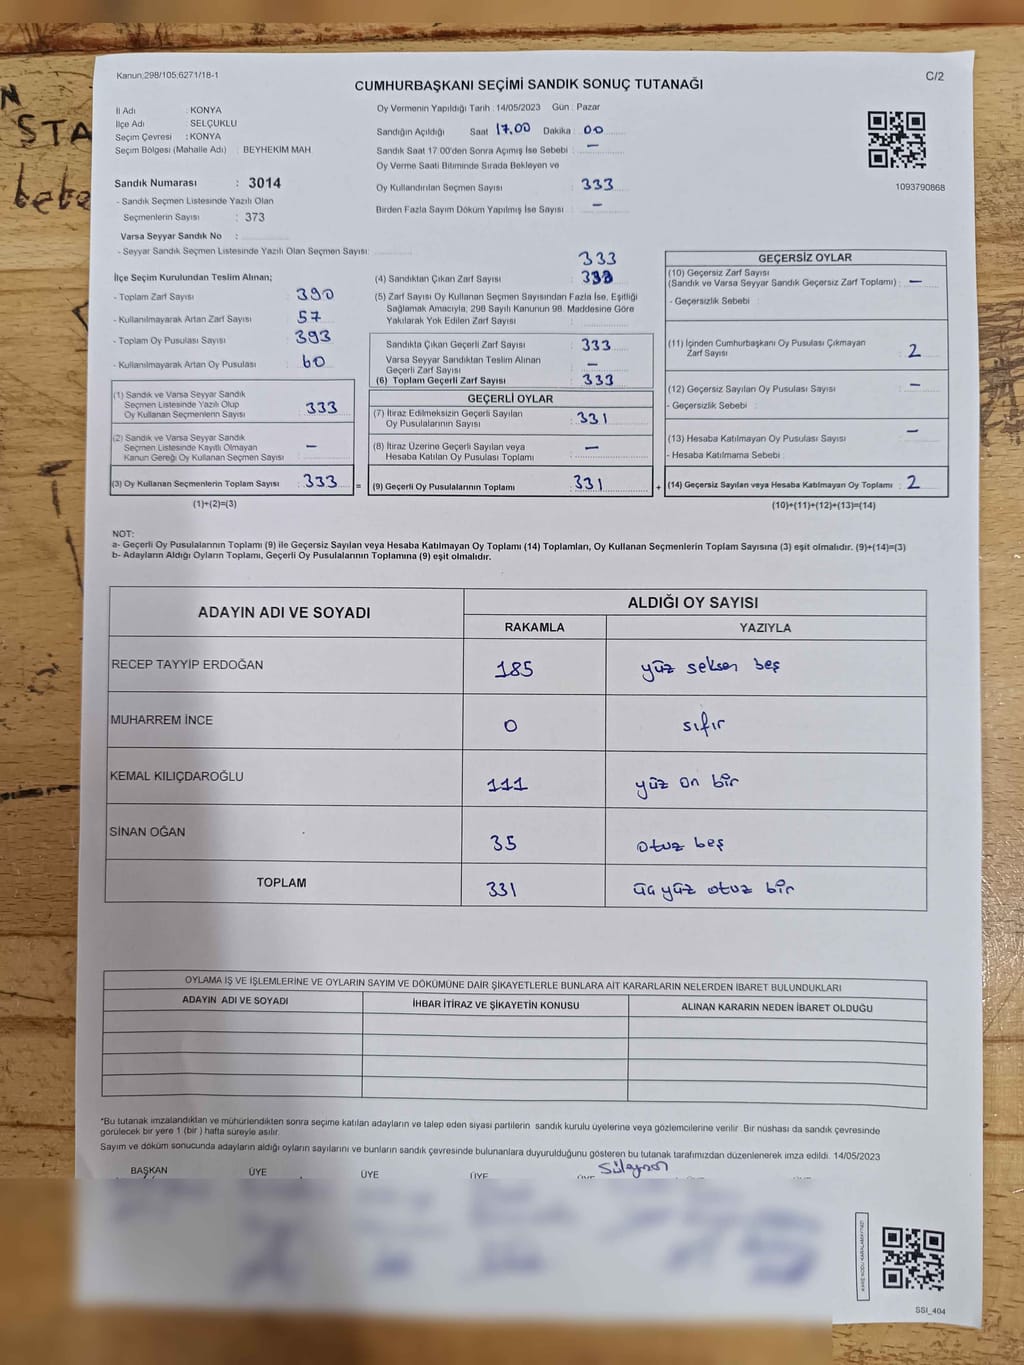 Kanun:298/105:6271/18-1
C/2
CUMHURBAŞKANI SEÇİMİ SANDIK SONUÇ TUTANAĞI
İl Adı : KONYA
İlçe Adı : SELÇUKLU
Seçim Çevresi : KONYA
Seçim Bölgesi (Mahalle Adı) : BEYHEKIM MAH
Sandık Numarası : 3014
- Sandık Seçmen Listesinde Yazılı Olan
Seçmenlerin Sayısı : 373
Varsa Seyyar Sandık No :
- Seyyar Sandık Seçmen Listesinde Yazılı Olan Seçmen Sayısı:
Oy Vermenin Yapıldığı Tarih : 14/05/2023 Gün : Pazar
Sandığın Açıldığı Saat 17.00 Dakika : 00
Sandık Saat 17:00'den Sonra Açımış İse Sebebi : —
Oy Verme Saati Bitiminde Sırada Bekleyen ve
Oy Kullandırılan Seçmen Sayısı : 333
Birden Fazla Sayım Döküm Yapılmış İse Sayısı : —
1093790868
İlçe Seçim Kurulundan Teslim Alınan;
- Toplam Zarf Sayısı : 390
- Kullanılmayarak Artan Zarf Sayısı : 57
- Toplam Oy Pusulası Sayısı : 393
- Kullanılmayarak Artan Oy Pusulası : 60
(1) Sandık ve Varsa Seyyar Sandık
Seçmen Listesinde Yazılı Olup
Oy Kullanan Seçmenlerin Sayısı : 333
(2) Sandık ve Varsa Seyyar Sandık
Seçmen Listesinde Kayıtlı Olmayan
Kanun Gereği Oy Kullanan Seçmen Sayısı : —
(3) Oy Kullanan Seçmenlerin Toplam Sayısı : 333 =
(1)+(2)=(3)
333
(4) Sandıktan Çıkan Zarf Sayısı : 333
(5) Zarf Sayısı Oy Kullanan Seçmen Sayısından Fazla İse, Eşitliği
Sağlamak Amacıyla; 298 Sayılı Kanunun 98. Maddesine Göre
Yakılarak Yok Edilen Zarf Sayısı :
Sandıkta Çıkan Geçerli Zarf Sayısı : 333
Varsa Seyyar Sandıktan Teslim Alınan
Geçerli Zarf Sayısı : —
(6) Toplam Geçerli Zarf Sayısı : 333
GEÇERLİ OYLAR
(7) İtiraz Edilmeksizin Geçerli Sayılan
Oy Pusulalarının Sayısı : 331
(8) İtiraz Üzerine Geçerli Sayılan veya
Hesaba Katılan Oy Pusulası Toplamı : —
(9) Geçerli Oy Pusulalarının Toplamı : 331 +
GEÇERSİZ OYLAR
(10) Geçersiz Zarf Sayısı
(Sandık ve Varsa Seyyar Sandık Geçersiz Zarf Toplamı) : —
- Geçersizlik Sebebi :
(11) İçinden Cumhurbaşkanı Oy Pusulası Çıkmayan
Zarf Sayısı : 2
(12) Geçersiz Sayılan Oy Pusulası Sayısı : —
- Geçersizlik Sebebi :
(13) Hesaba Katılmayan Oy Pusulası Sayısı : —
- Hesaba Katılmama Sebebi :
(14) Geçersiz Sayılan veya Hesaba Katılmayan Oy Toplamı : 2
(10)+(11)+(12)+(13)=(14)
NOT:
a- Geçerli Oy Pusulalarının Toplamı (9) ile Geçersiz Sayılan veya Hesaba Katılmayan Oy Toplamı (14) Toplamları, Oy Kullanan Seçmenlerin Toplam Sayısına (3) eşit olmalıdır. (9)+(14)=(3)
b- Adayların Aldığı Oyların Toplamı, Geçerli Oy Pusulalarının Toplamına (9) eşit olmalıdır.
ADAYIN ADI VE SOYADI
ALDIĞI OY SAYISI
RAKAMLA YAZIYLA
RECEP TAYYİP ERDOĞAN 185 yüz seksen beş
MUHARREM İNCE 0 sıfır
KEMAL KILIÇDAROĞLU 111 yüz on bir
SİNAN OĞAN 35 otuz beş
TOPLAM 331 üç yüz otuz bir
OYLAMA İŞ VE İŞLEMLERİNE VE OYLARIN SAYIM VE DÖKÜMÜNE DAİR ŞİKAYETLERLE BUNLARA AİT KARARLARIN NELERDEN İBARET BULUNDUKLARI
ADAYIN ADI VE SOYADI İHBAR İTİRAZ VE ŞİKAYETİN KONUSU ALINAN KARARIN NEDEN İBARET OLDUĞU
*Bu tutanak imzalandıktan ve mühürlendikten sonra seçime katılan adayların ve talep eden siyasi partilerin sandık kurulu üyelerine veya gözlemcilerine verilir. Bir nüshası da sandık çevresinde
görülecek bir yere 1 (bir) hafta süreyle asılır.
Sayım ve döküm sonucunda adayların aldığı oyların sayılarını ve bunların sandık çevresinde bulunanlara duyurulduğunu gösteren bu tutanak tarafımızdan düzenlenerek imza edildi. 14/05/2023
BAŞKAN ÜYE ÜYE ÜYE ÜYE
Süleyman
SSI_404